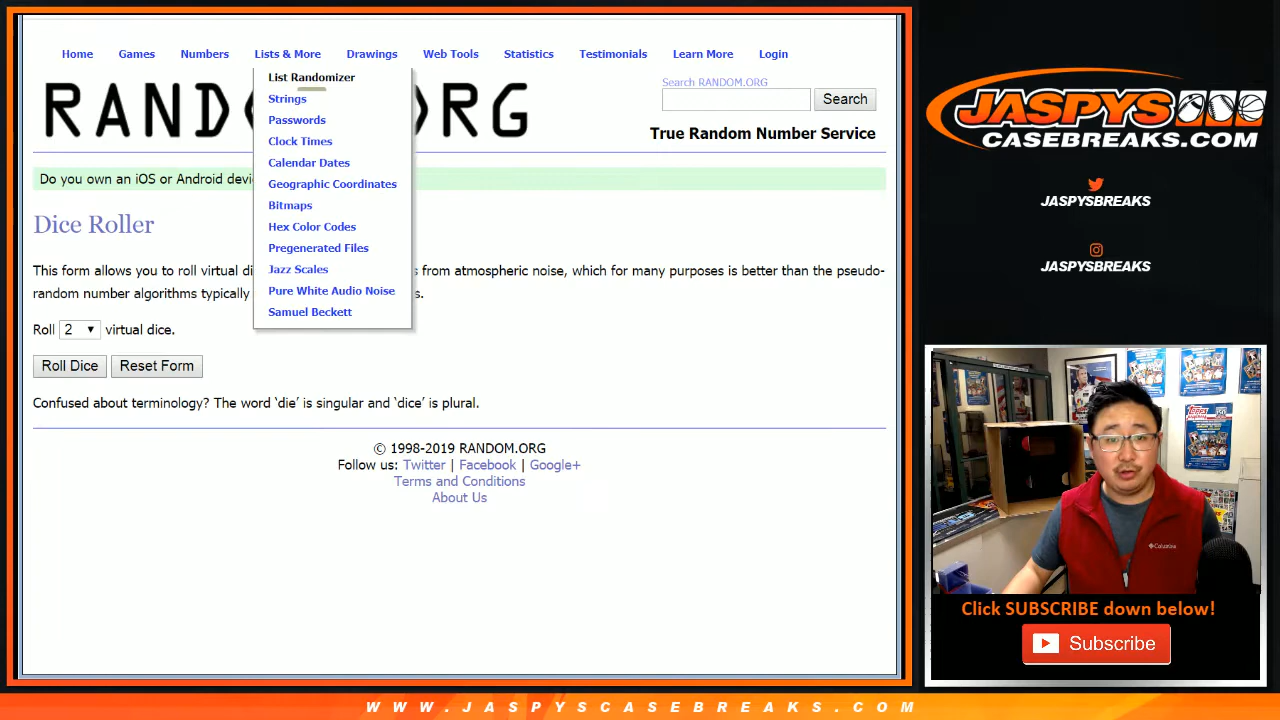 Home Games Numbers Lists & More Drawings Web Tools Statistics Testimonials Learn More Login
List Randomizer
Strings
Passwords
Clock Times
Calendar Dates
Geographic Coordinates
Bitmaps
Hex Color Codes
Pregenerated Files
Jazz Scales
Pure White Audio Noise
Samuel Beckett
RAND ORG
Search RANDOM.ORG
Search
True Random Number Service
Do you own an iOS or Android devi
Dice Roller
This form allows you to roll virtual di s from atmospheric noise, which for many purposes is better than the pseudo-
random number algorithms typically s.
Roll 2 virtual dice.
Roll Dice Reset Form
Confused about terminology? The word ‘die’ is singular and ‘dice’ is plural.
© 1998-2019 RANDOM.ORG
Follow us: Twitter | Facebook | Google+
Terms and Conditions
About Us
JASPYS
CASEBREAKS.COM
JASPYSBREAKS
JASPYSBREAKS
Columbia
Click SUBSCRIBE down below!
Subscribe
WWW.JASPYSCASEBREAKS.COM